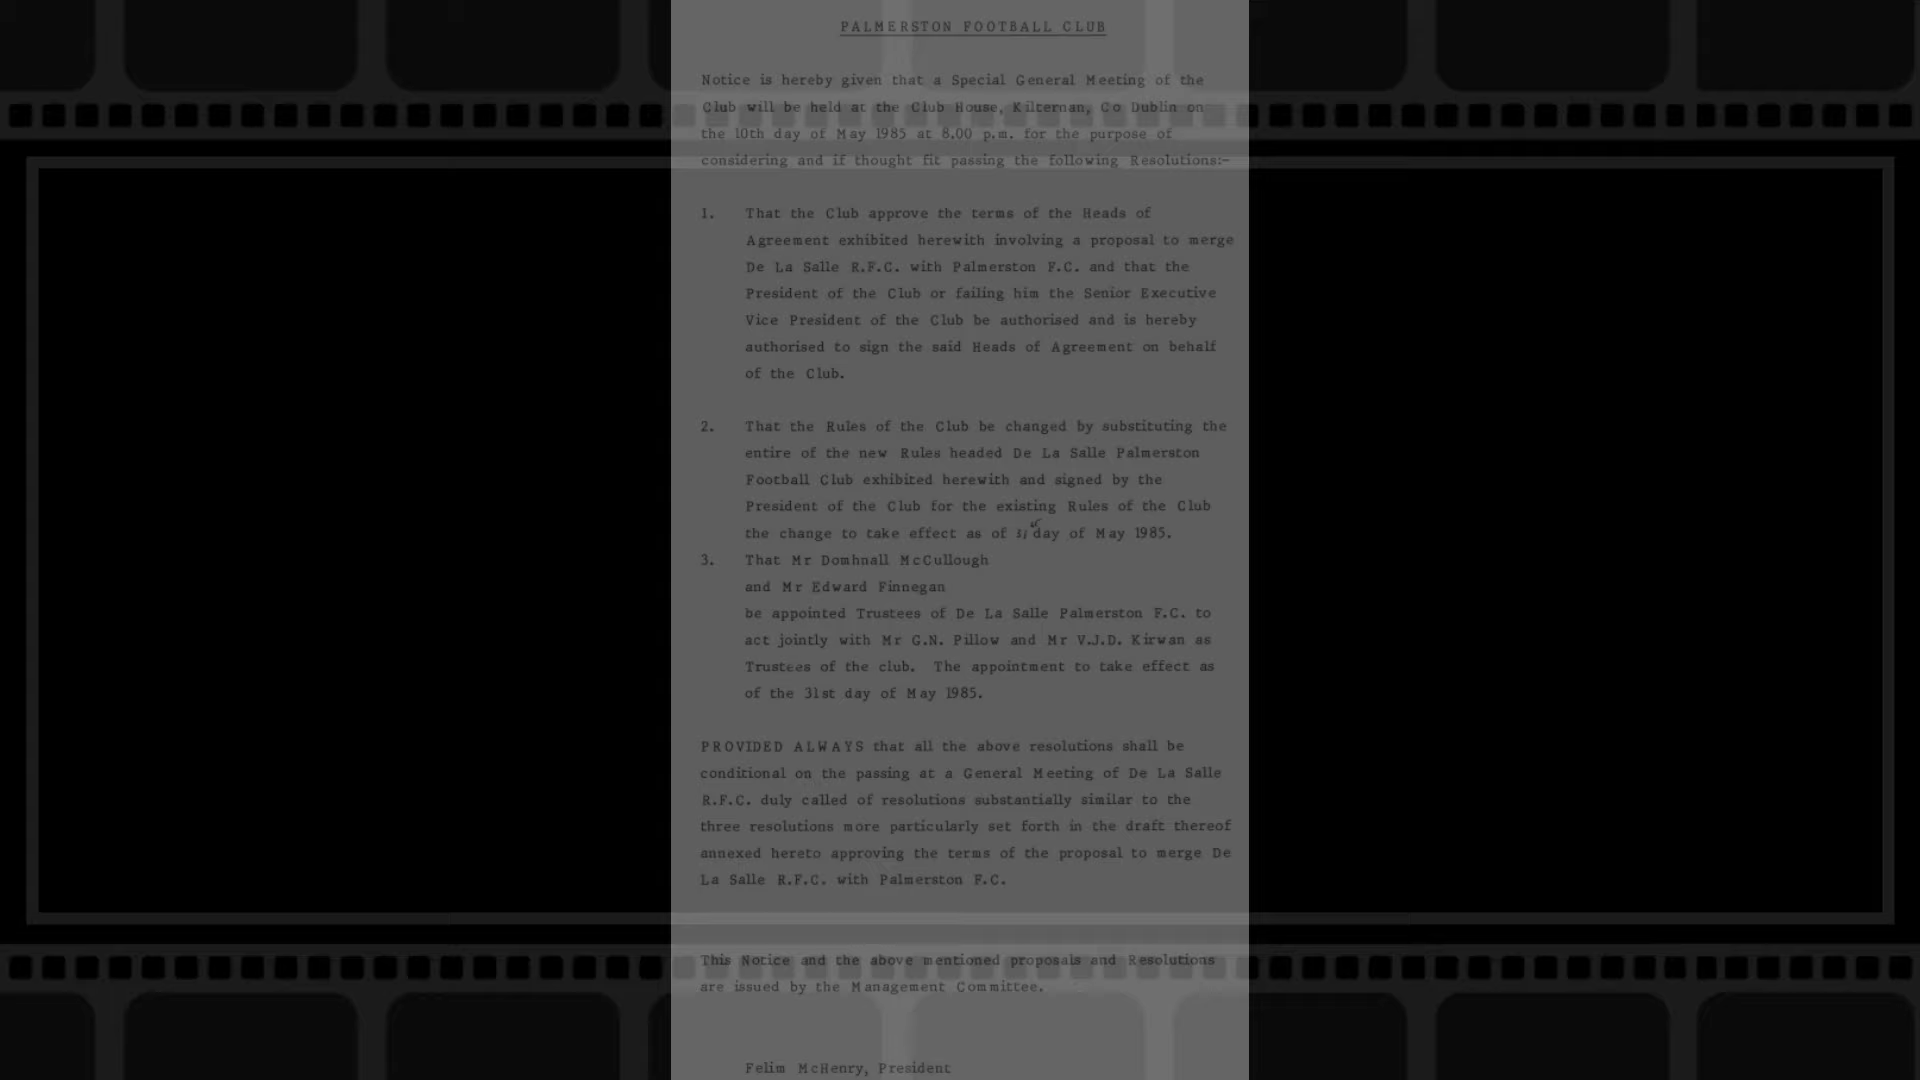 PALMERSTON FOOTBALL CLUB
Notice is hereby given that a Special General Meeting of the
Club will be held at the Club House, Kilternan, Co Dublin on
the 10th day of May 1985 at 8.00 p.m. for the purpose of
considering and if thought fit passing the following Resolutions:-
1. That the Club approve the terms of the Heads of
Agreement exhibited herewith involving a proposal to merge
De La Salle R.F.C. with Palmerston F.C. and that the
President of the Club or failing him the Senior Executive
Vice President of the Club be authorised and is hereby
authorised to sign the said Heads of Agreement on behalf
of the Club.
2. That the Rules of the Club be changed by substituting the
entire of the new Rules headed De La Salle Palmerston
Football Club exhibited herewith and signed by the
President of the Club for the existing Rules of the Club
the change to take effect as of 31st day of May 1985.
3. That Mr Domhnall McCullough
and Mr Edward Finnegan
be appointed Trustees of De La Salle Palmerston F.C. to
act jointly with Mr G.N. Pillow and Mr V.J.D. Kirwan as
Trustees of the club. The appointment to take effect as
of the 31st day of May 1985.
PROVIDED ALWAYS that all the above resolutions shall be
conditional on the passing at a General Meeting of De La Salle
R.F.C. duly called of resolutions substantially similar to the
three resolutions more particularly set forth in the draft thereof
annexed hereto approving the terms of the proposal to merge De
La Salle R.F.C. with Palmerston F.C.
This Notice and the above mentioned proposals and Resolutions
are issued by the Management Committee.
Felim McHenry, President